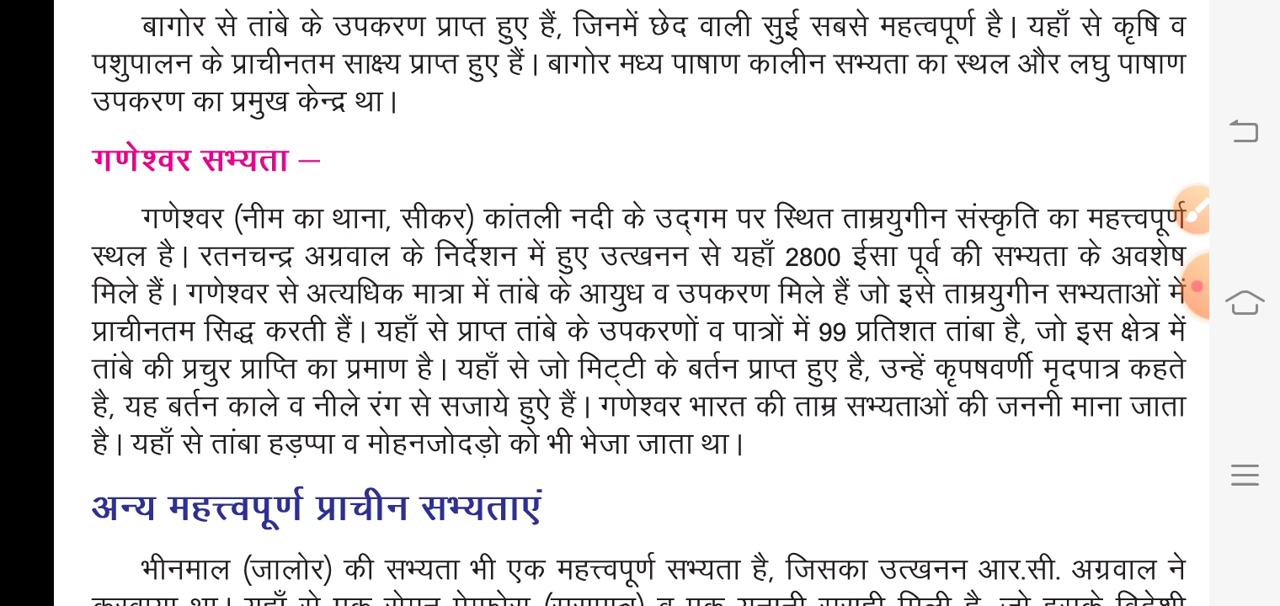 बागोर से तांबे के उपकरण प्राप्त हुए हैं, जिनमें छेद वाली सुई सबसे महत्वपूर्ण है। यहाँ से कृषि व
पशुपालन के प्राचीनतम साक्ष्य प्राप्त हुए हैं। बागोर मध्य पाषाण कालीन सभ्यता का स्थल और लघु पाषाण
उपकरण का प्रमुख केन्द्र था।
गणेश्वर सभ्यता –
गणेश्वर (नीम का थाना, सीकर) कांतली नदी के उद्गम पर स्थित ताम्रयुगीन संस्कृति का महत्त्वपूर्ण
स्थल है। रतनचन्द्र अग्रवाल के निर्देशन में हुए उत्खनन से यहाँ 2800 ईसा पूर्व की सभ्यता के अवशेष
मिले हैं। गणेश्वर से अत्यधिक मात्रा में तांबे के आयुध व उपकरण मिले हैं जो इसे ताम्रयुगीन सभ्यताओं में
प्राचीनतम सिद्ध करती हैं। यहाँ से प्राप्त तांबे के उपकरणों व पात्रों में 99 प्रतिशत तांबा है, जो इस क्षेत्र में
तांबे की प्रचुर प्राप्ति का प्रमाण है। यहाँ से जो मिट्टी के बर्तन प्राप्त हुए है, उन्हें कृपषवर्णी मृदपात्र कहते
है, यह बर्तन काले व नीले रंग से सजाये हुऐ हैं। गणेश्वर भारत की ताम्र सभ्यताओं की जननी माना जाता
है। यहाँ से तांबा हड़प्पा व मोहनजोदड़ो को भी भेजा जाता था।
अन्य महत्त्वपूर्ण प्राचीन सभ्यताएं
भीनमाल (जालोर) की सभ्यता भी एक महत्त्वपूर्ण सभ्यता है, जिसका उत्खनन आर.सी. अग्रवाल ने